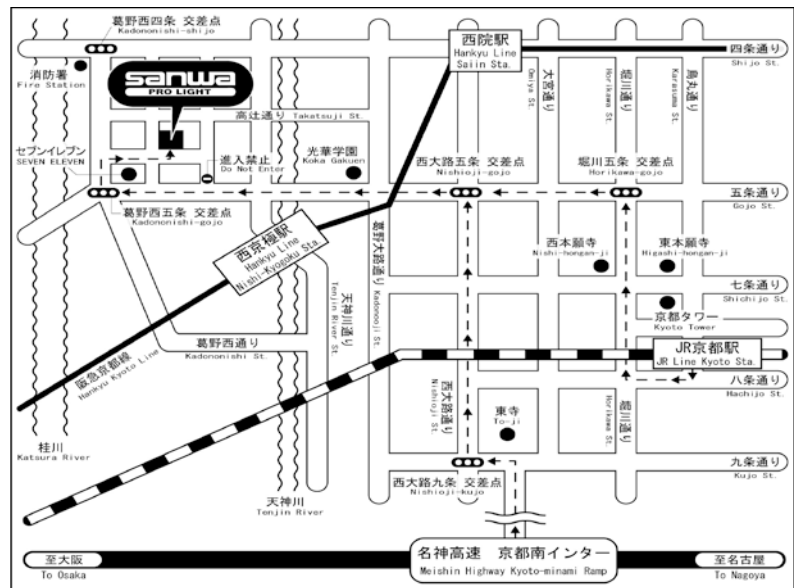 葛野西四条 交差点
Kadononishi-shijo
西院駅
Hankyu Line
Saiin Sta.
四条通り
Shijo St.
消防署
Fire Station
sanwa
PRO LIGHT
大宮通り
Omiya St.
堀川通り
Horikawa St.
烏丸通り
Karasuma St.
高辻通り Takatsuji St.
セブンイレブン
SEVEN ELEVEN
進入禁止
Do Not Enter
光華学園
Koka Gakuen
西大路五条 交差点
Nishioji-gojo
堀川五条 交差点
Horikawa-gojo
五条通り
Gojo St.
葛野西五条 交差点
Kadononishi-gojo
西京極駅
Hankyu Line
Nishi-Kyogoku Sta.
葛野大路通り Kadonooji St.
西本願寺
Nishi-hongan-ji
東本願寺
Higashi-hongan-ji
七条通り
Shichijo St.
天神川通り
Tenjin River St.
京都タワー
Kyoto Tower
葛野西通り
Kadononishi St.
JR京都駅
JR Line Kyoto Sta.
阪急京都線
Hankyu Kyoto Line
八条通り
Hachijo St.
西大路通り
Nishioji St.
東寺
To-ji
堀川通り
Horikawa St.
桂川
Katsura River
九条通り
Kujo St.
西大路九条 交差点
Nishioji-kujo
天神川
Tenjin River
名神高速 京都南インター
Meishin Highway Kyoto-minami Ramp
至大阪
To Osaka
至名古屋
To Nagoya